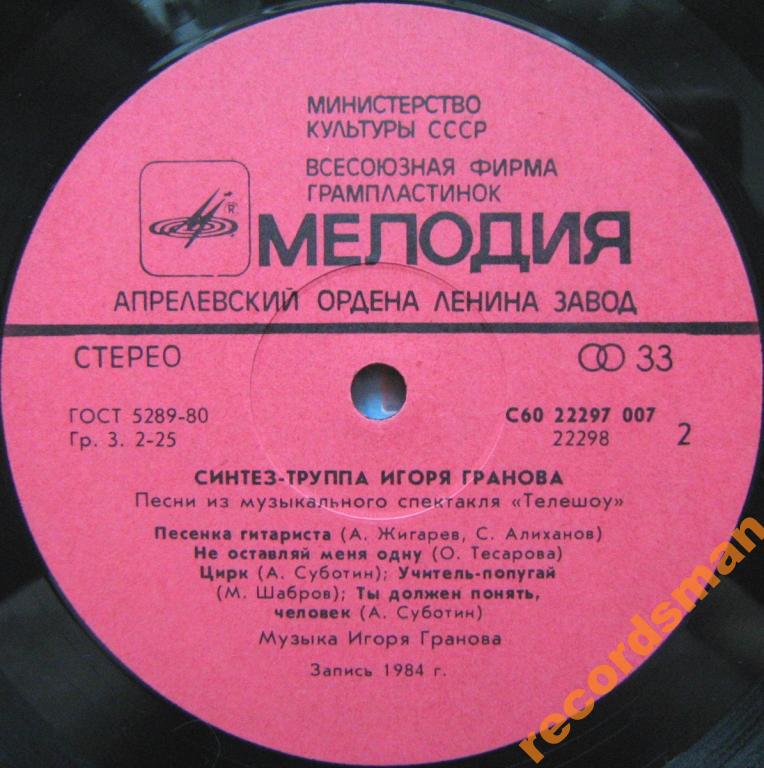 МИНИСТЕРСТВО
КУЛЬТУРЫ СССР
ВСЕСОЮЗНАЯ ФИРМА
ГРАМПЛАСТИНОК
®
МЕЛОДИЯ
АПРЕЛЕВСКИЙ ОРДЕНА ЛЕНИНА ЗАВОД
СТЕРЕО 33
ГОСТ 5289-80 С60 22297 007
Гр. 3. 2-25 22298 2
СИНТЕЗ-ТРУППА ИГОРЯ ГРАНОВА
Песни из музыкального спектакля «Телешоу»
Песенка гитариста (А. Жигарев, С. Алиханов)
Не оставляй меня одну (О. Тесарова)
Цирк (А. Суботин); Учитель-попугай
(М. Шабров); Ты должен понять,
человек (А. Суботин)
Музыка Игоря Гранова
Запись 1984 г.
recordsman